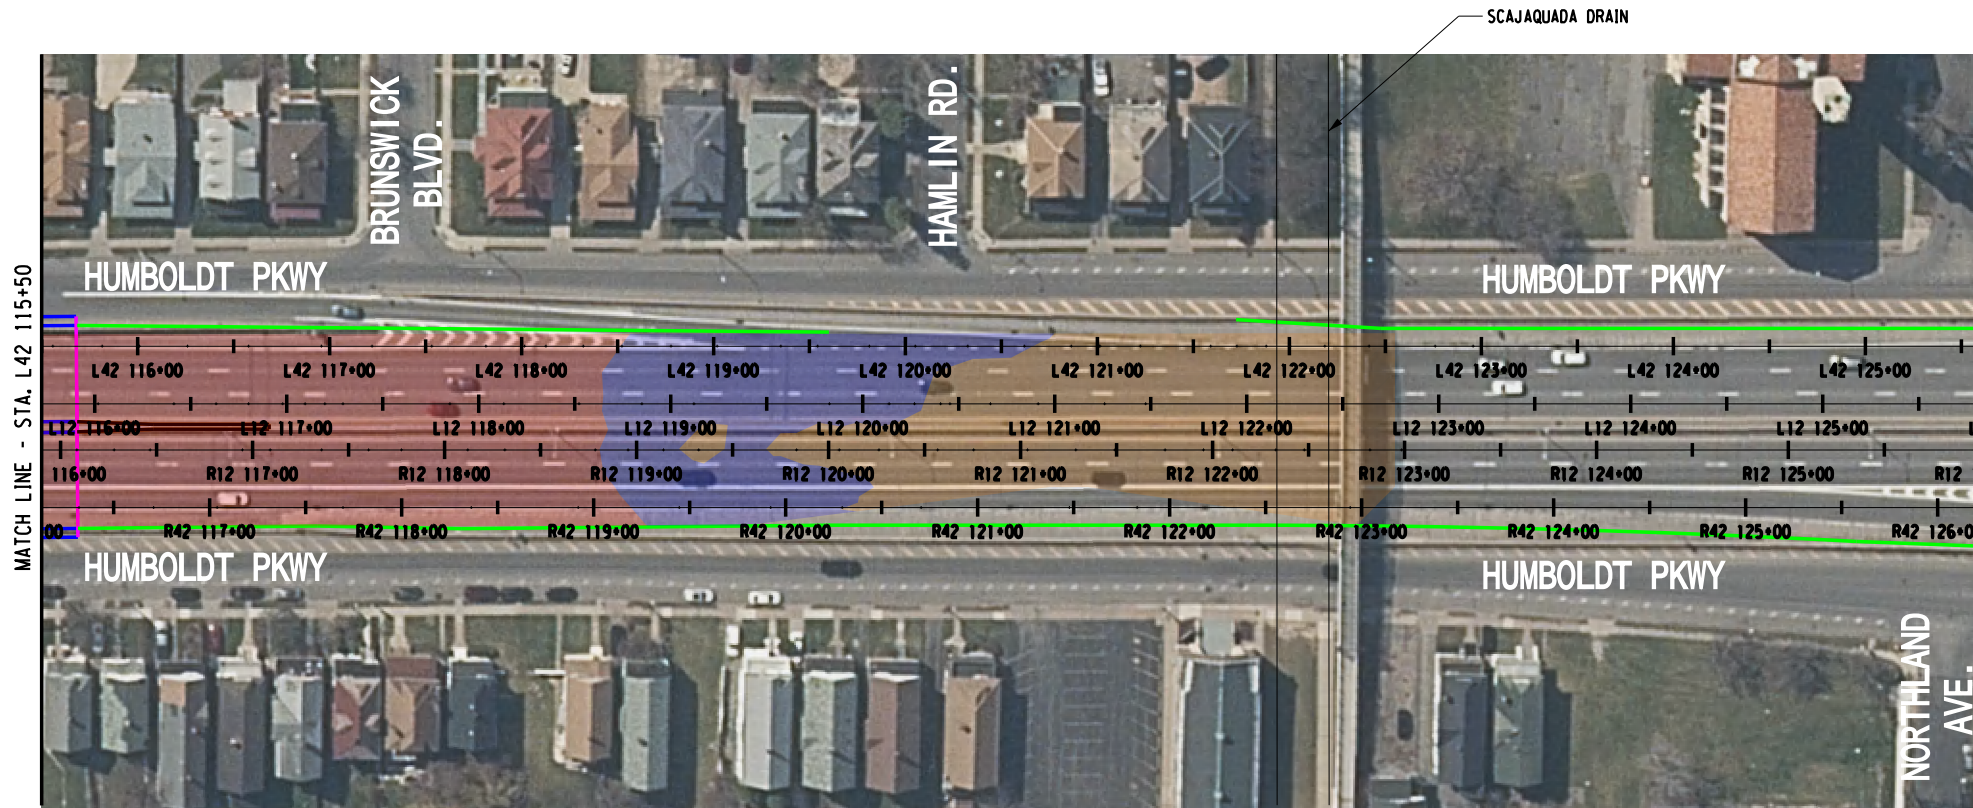 SCAJAQUADA DRAIN
BRUNSWICK
BLVD.
HAMLIN RD.
HUMBOLDT PKWY
HUMBOLDT PKWY
MATCH LINE - STA. L42 115+50
L42 116+00
L42 117+00
L42 118+00
L42 119+00
L42 120+00
L42 121+00
L42 122+00
L42 123+00
L42 124+00
L42 125+00
L12 116+00
L12 117+00
L12 118+00
L12 119+00
L12 120+00
L12 121+00
L12 122+00
L12 123+00
L12 124+00
L12 125+00
L
116+00
R12 117+00
R12 118+00
R12 119+00
R12 120+00
R12 121+00
R12 122+00
R12 123+00
R12 124+00
R12 125+00
R12
00
R42 117+00
R42 118+00
R42 119+00
R42 120+00
R42 121+00
R42 122+00
R42 123+00
R42 124+00
R42 125+00
R42 126+0
HUMBOLDT PKWY
HUMBOLDT PKWY
NORTHLAND
AVE.